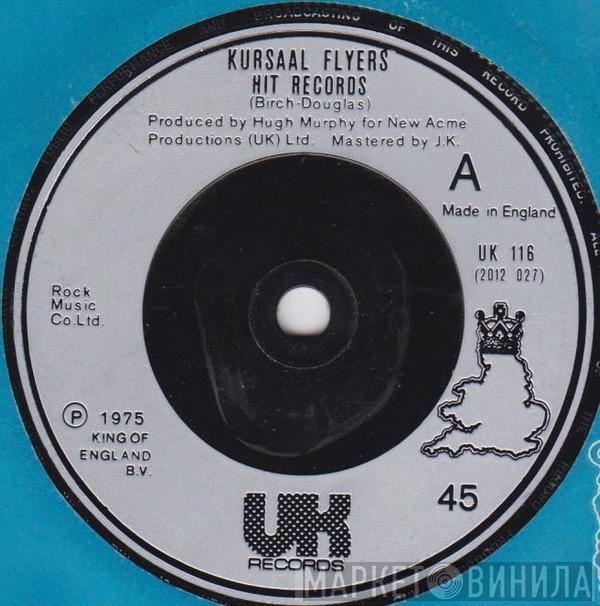 PERFORMANCE AND BROADCASTING OF THIS RECORD PROHIBITED. ALL
KURSAAL FLYERS
HIT RECORDS
(Birch-Douglas)
Produced by Hugh Murphy for New Acme
Productions (UK) Ltd. Mastered by J.K.
A
Made in England
UK 116
(2012 027)
Rock
Music
Co.Ltd.
℗ 1975
KING OF
ENGLAND
B.V.
45
UK
RECORDS
МАРКЕТ ВИНИЛА